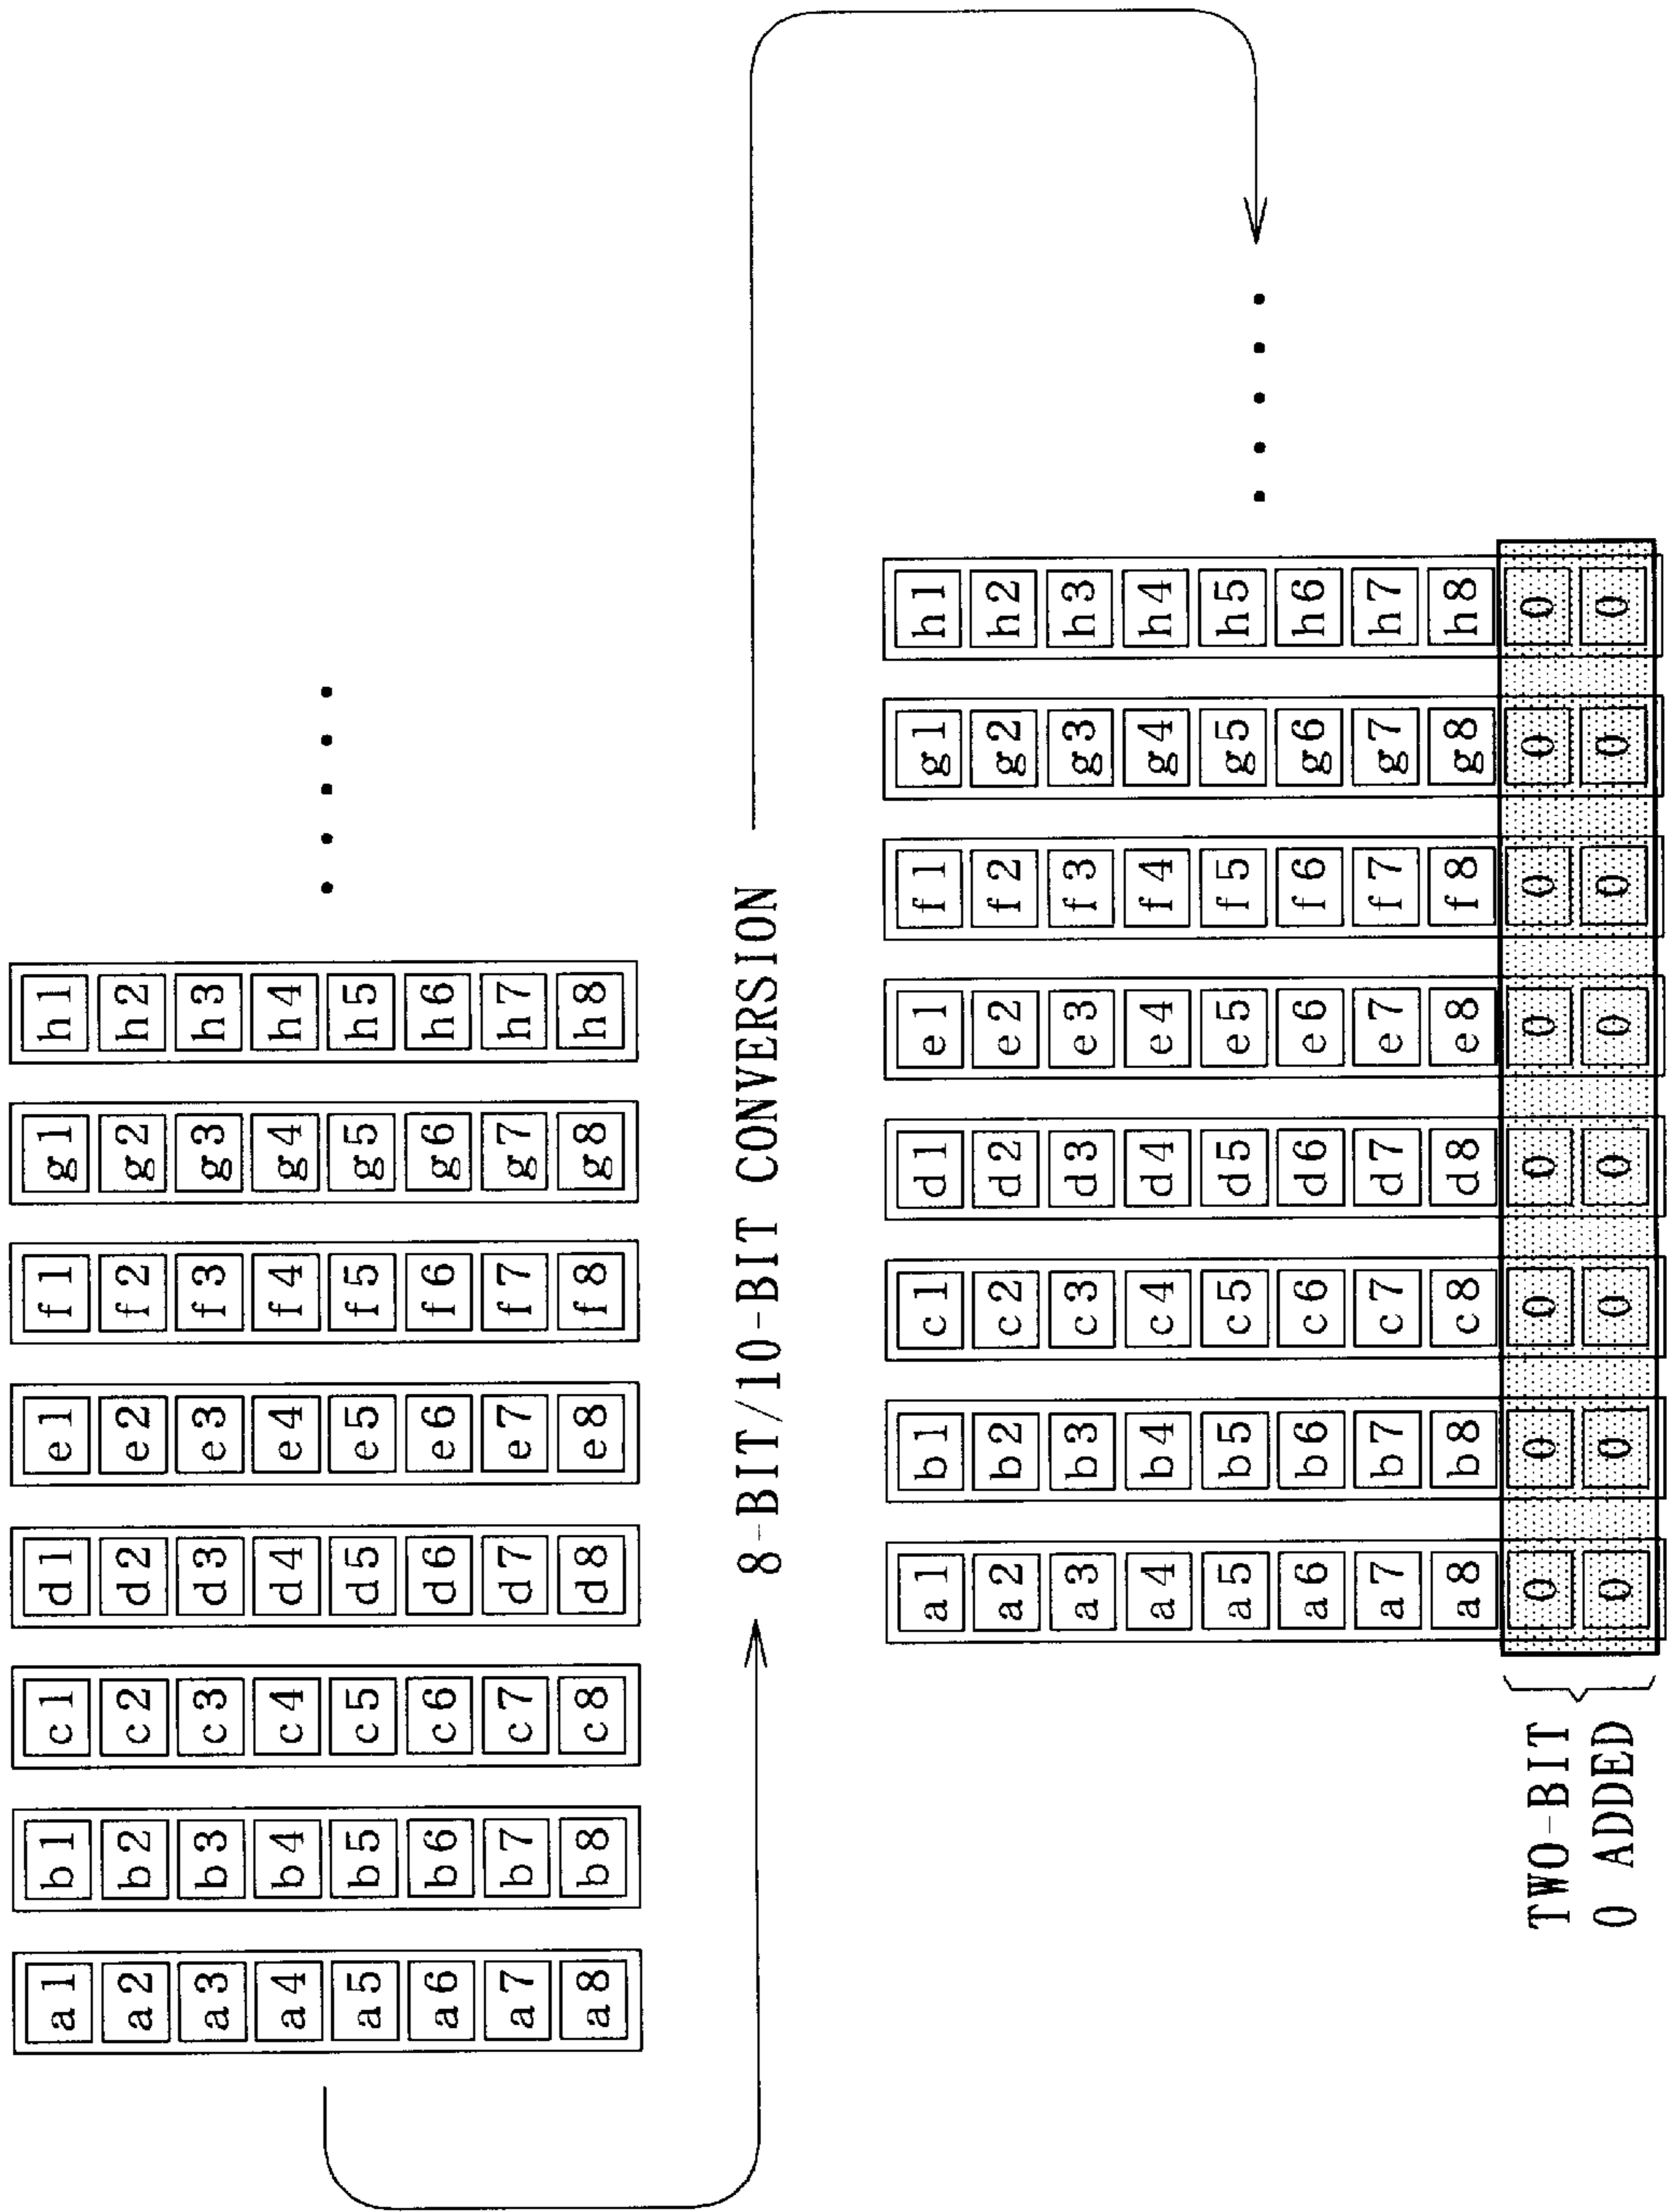 a1 b1 c1 d1 e1 f1 g1 h1
a2 b2 c2 d2 e2 f2 g2 h2
a3 b3 c3 d3 e3 f3 g3 h3
a4 b4 c4 d4 e4 f4 g4 h4
a5 b5 c5 d5 e5 f5 g5 h5
a6 b6 c6 d6 e6 f6 g6 h6
a7 b7 c7 d7 e7 f7 g7 h7
a8 b8 c8 d8 e8 f8 g8 h8
8-BIT/10-BIT CONVERSION
a1 b1 c1 d1 e1 f1 g1 h1
a2 b2 c2 d2 e2 f2 g2 h2
a3 b3 c3 d3 e3 f3 g3 h3
a4 b4 c4 d4 e4 f4 g4 h4
a5 b5 c5 d5 e5 f5 g5 h5
a6 b6 c6 d6 e6 f6 g6 h6
a7 b7 c7 d7 e7 f7 g7 h7
a8 b8 c8 d8 e8 f8 g8 h8
TWO-BIT 0 0 0 0 0 0 0 0
0 ADDED 0 0 0 0 0 0 0 0